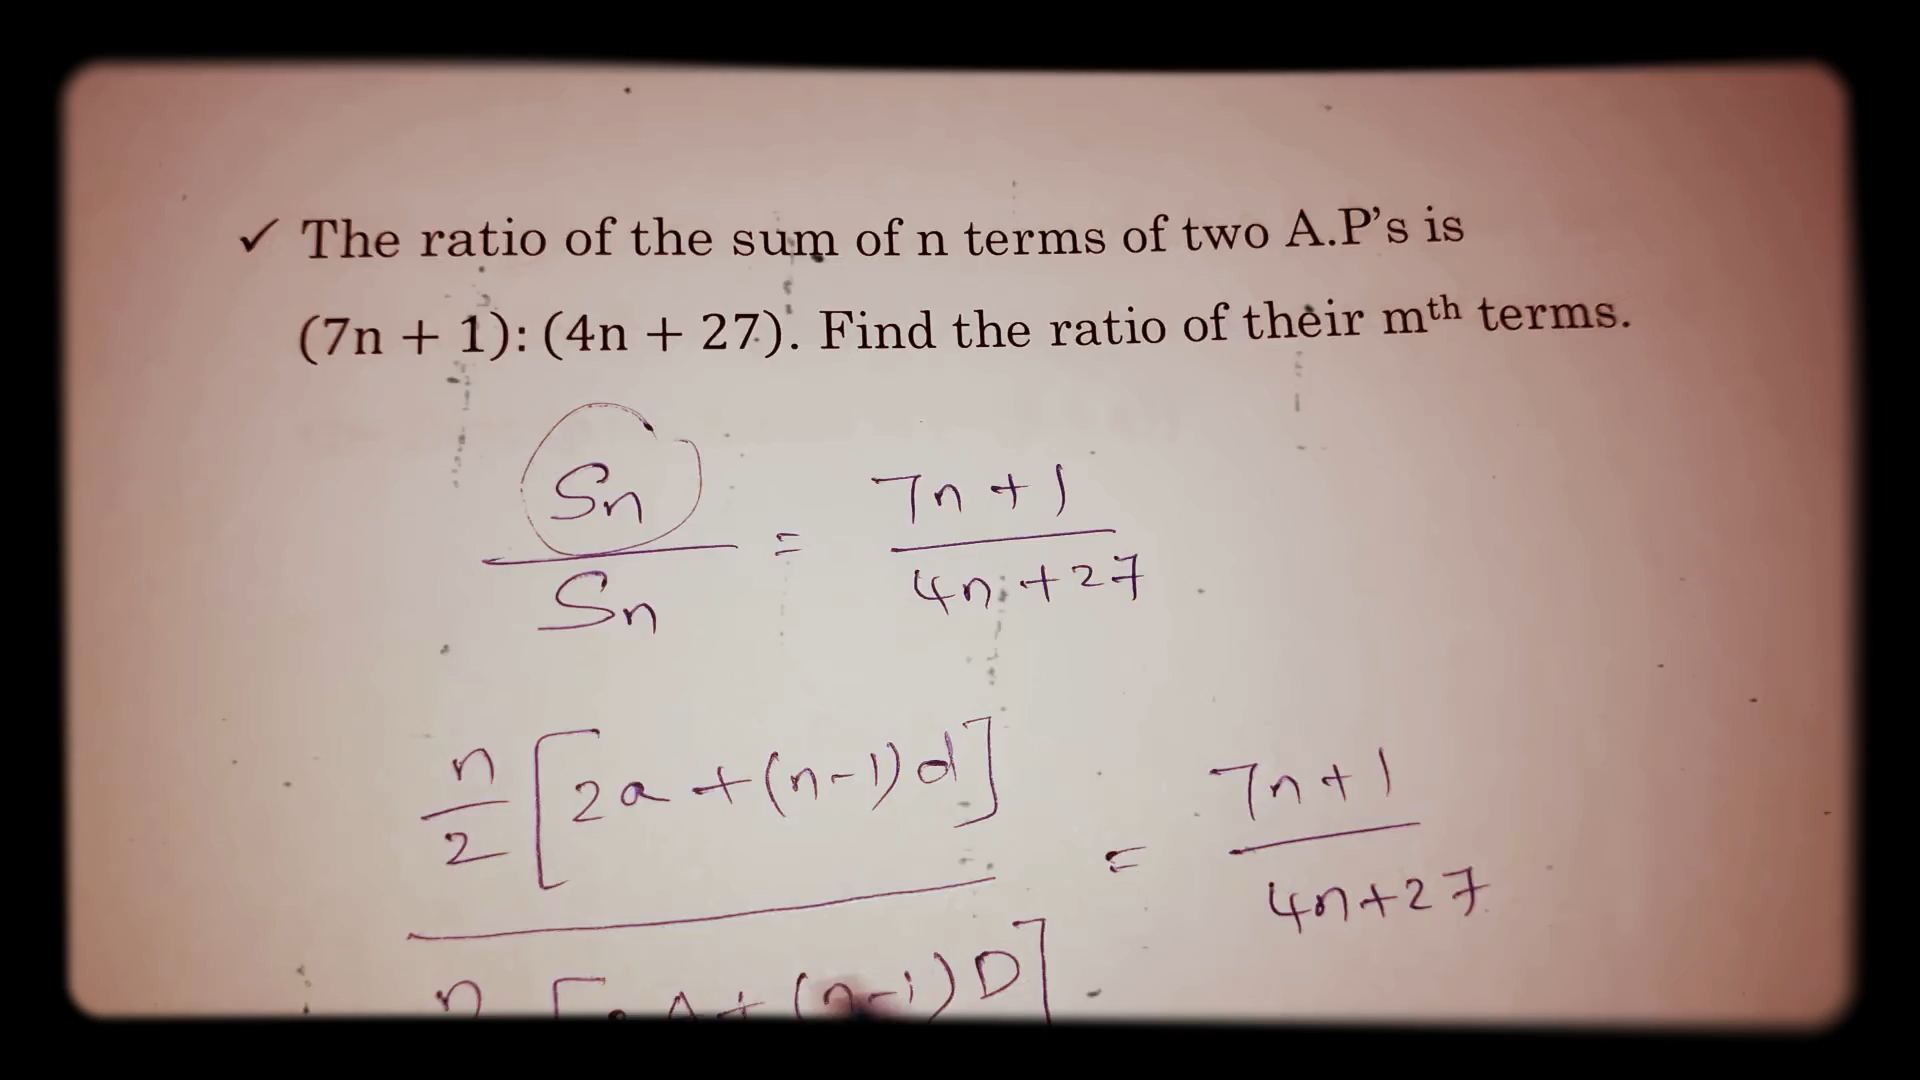 ✓ The ratio of the sum of n terms of two A.P's is
(7n + 1): (4n + 27). Find the ratio of their mᵗʰ terms.
Sn / Sn = 7n + 1 / 4n + 27
n/2 [2a + (n-1)d] = 7n+1 / 4n+27
n [ A + (n-1)D]